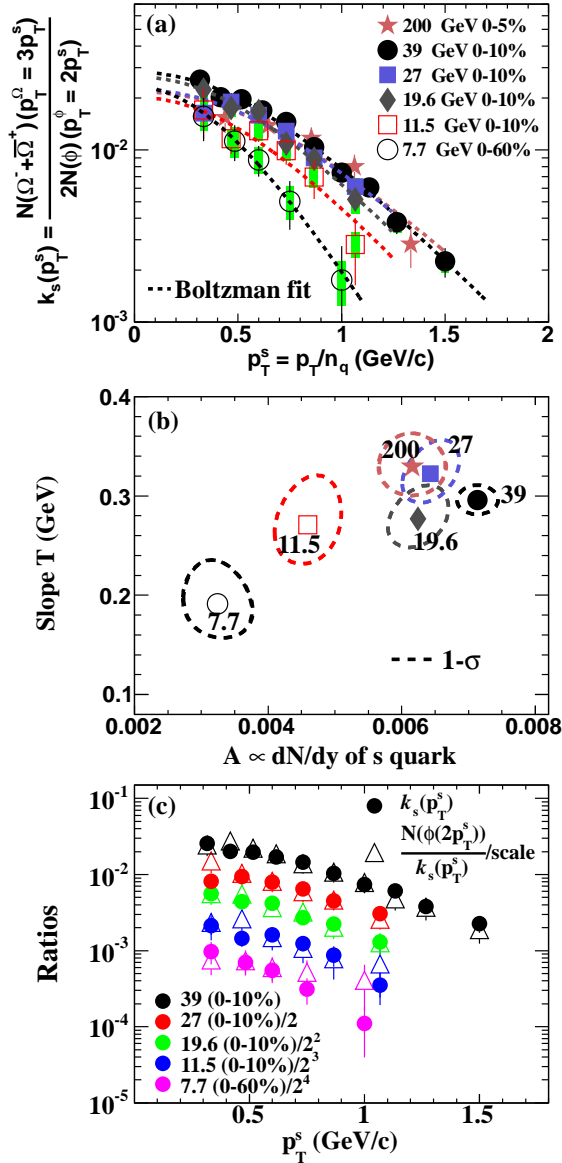 (a)
200 GeV 0-5%
39 GeV 0-10%
27 GeV 0-10%
19.6 GeV 0-10%
11.5 GeV 0-10%
7.7 GeV 0-60%
k_s(p_T^s) = N(Ω^-+Ω̅^+)(p_T^Ω = 3p_T^s) / 2N(ϕ)(p_T^ϕ = 2p_T^s)
10^-2
10^-3
Boltzman fit
0 0.5 1 1.5 2
p_T^s = p_T/n_q (GeV/c)
(b)
0.4
0.3
0.2
0.1
Slope T (GeV)
200
27
39
19.6
11.5
7.7
1-σ
0.002 0.004 0.006 0.008
A ∝ dN/dy of s quark
(c)
k_s(p_T^s)
N(ϕ(2p_T^s)) / k_s(p_T^s) /scale
10^-1
10^-2
10^-3
10^-4
10^-5
Ratios
39 (0-10%)
27 (0-10%)/2
19.6 (0-10%)/2^2
11.5 (0-10%)/2^3
7.7 (0-60%)/2^4
0.5 1 1.5
p_T^s (GeV/c)